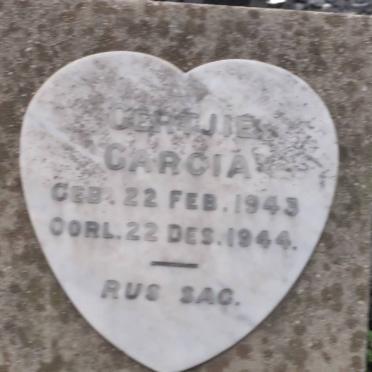 GERTJIE
GARCIA
GEB. 22 FEB. 1943
OORL. 22 DES. 1944.
RUS SAG.